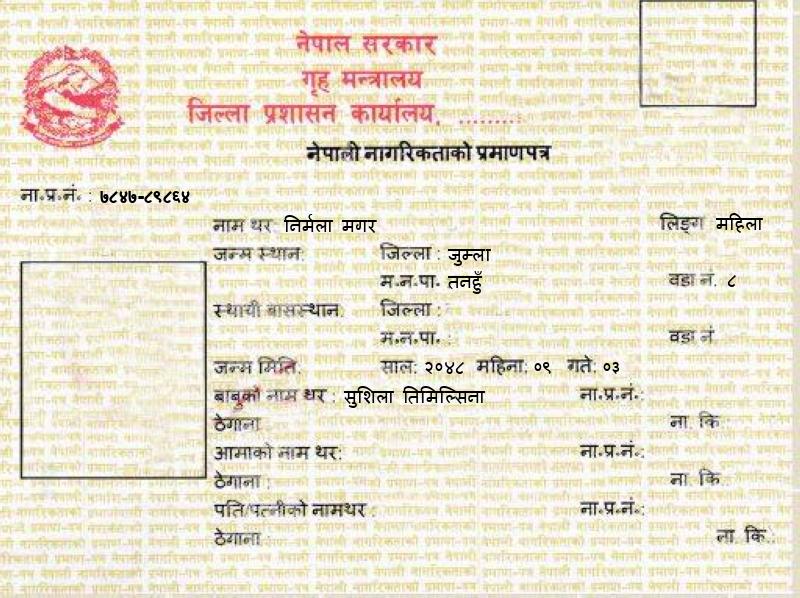 नेपाल सरकार
गृह मन्त्रालय
जिल्ला प्रशासन कार्यालय, ........
नेपाली नागरिकताको प्रमाणपत्र
ना.प्र.नं. : ७८४७-८९८६४
नाम थर: निर्मला मगर लिङ्ग महिला
जन्म स्थान: जिल्ला : जुम्ला
म.न.पा. तनहुँ वडा नं. ८
स्थायी बासस्थान: जिल्ला :
म.न.पा. : वडा नं.
जन्म मिति: साल: २०४८ महिना: ०९ गते: ०३
बाबुको नाम थर : सुशिला तिमिल्सिना ना.प्र.नं.:
ठेगाना : ना. कि.:
आमाको नाम थर: ना.प्र.नं.:
ठेगाना : ना. कि.
पति/पत्नीको नामथर : ना.प्र.नं.:
ठेगाना : ना. कि.: